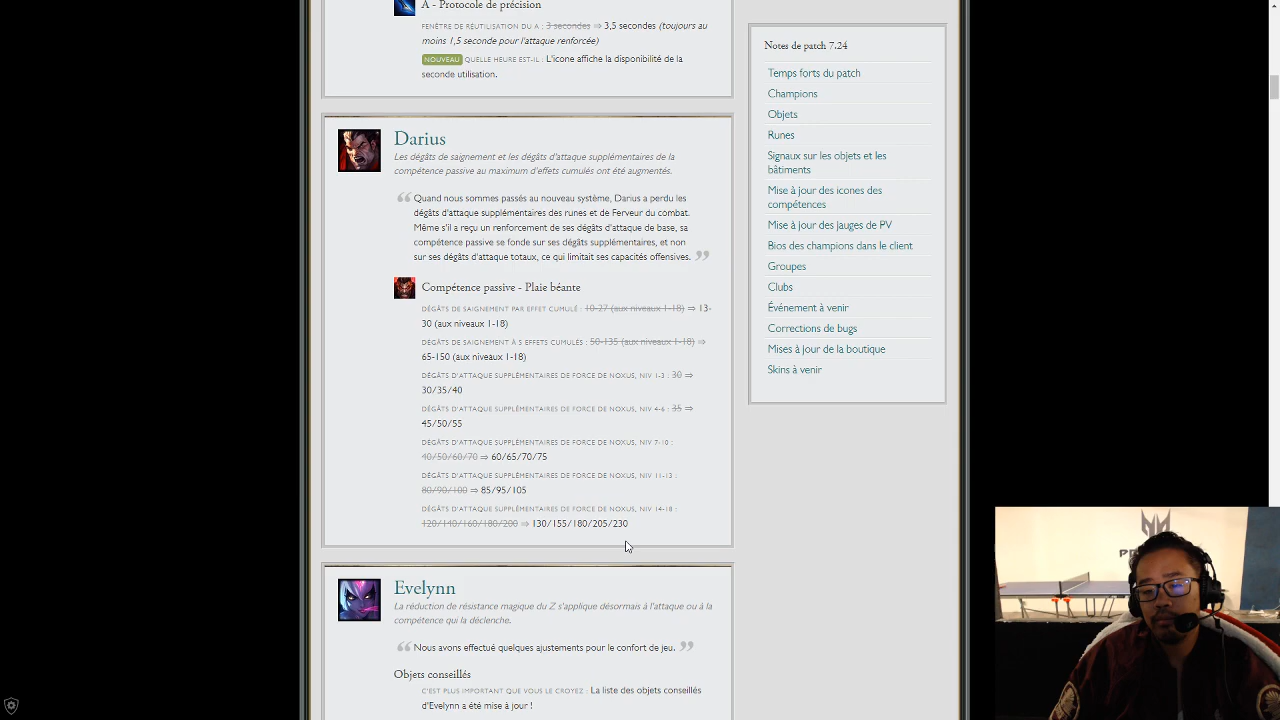 A - Protocole de précision
FENÊTRE DE RÉUTILISATION DU A : 3 secondes ⇒ 3,5 secondes (toujours au
moins 1,5 seconde pour l'attaque renforcée)
NOUVEAU QUELLE HEURE EST-IL : L'icone affiche la disponibilité de la
seconde utilisation.
Darius
Les dégâts de saignement et les dégâts d'attaque supplémentaires de la
compétence passive au maximum d'effets cumulés ont été augmentés.
“ Quand nous sommes passés au nouveau système, Darius a perdu les
dégâts d'attaque supplémentaires des runes et de Ferveur du combat.
Même s'il a reçu un renforcement de ses dégâts d'attaque de base, sa
compétence passive se fonde sur ses dégâts supplémentaires, et non
sur ses dégâts d'attaque totaux, ce qui limitait ses capacités offensives. ”
Compétence passive - Plaie béante
DÉGÂTS DE SAIGNEMENT PAR EFFET CUMULÉ : 10-27 (aux niveaux 1-18) ⇒ 13-
30 (aux niveaux 1-18)
DÉGÂTS DE SAIGNEMENT À 5 EFFETS CUMULÉS : 50-135 (aux niveaux 1-18) ⇒
65-150 (aux niveaux 1-18)
DÉGÂTS D'ATTAQUE SUPPLÉMENTAIRES DE FORCE DE NOXUS, NIV 1-3 : 30 ⇒
30/35/40
DÉGÂTS D'ATTAQUE SUPPLÉMENTAIRES DE FORCE DE NOXUS, NIV 4-6 : 35 ⇒
45/50/55
DÉGÂTS D'ATTAQUE SUPPLÉMENTAIRES DE FORCE DE NOXUS, NIV 7-10 :
40/50/60/70 ⇒ 60/65/70/75
DÉGÂTS D'ATTAQUE SUPPLÉMENTAIRES DE FORCE DE NOXUS, NIV 11-13 :
80/90/100 ⇒ 85/95/105
DÉGÂTS D'ATTAQUE SUPPLÉMENTAIRES DE FORCE DE NOXUS, NIV 14-18 :
120/140/160/180/200 ⇒ 130/155/180/205/230
Evelynn
La réduction de résistance magique du Z s'applique désormais à l'attaque ou à la
compétence qui la déclenche.
“ Nous avons effectué quelques ajustements pour le confort de jeu. ”
Objets conseillés
C'EST PLUS IMPORTANT QUE VOUS LE CROYEZ : La liste des objets conseillés
d'Evelynn a été mise à jour !
Notes de patch 7.24
Temps forts du patch
Champions
Objets
Runes
Signaux sur les objets et les
bâtiments
Mise à jour des icones des
compétences
Mise à jour des jauges de PV
Bios des champions dans le client
Groupes
Clubs
Événement à venir
Corrections de bugs
Mises à jour de la boutique
Skins à venir